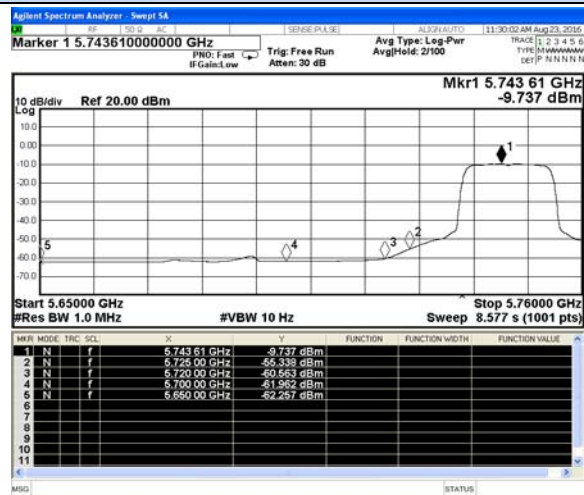 Agilent Spectrum Analyzer - Swept SA
RF 50 Ω AC SENSE:PULSE ALIGN AUTO 11:30:02 AM Aug 23, 2016
Marker 1 5.743610000000 GHz
PNO: Fast
IFGain:Low
Trig: Free Run
Atten: 30 dB
Avg Type: Log-Pwr
Avg|Hold: 2/100
TRACE 1 2 3 4 5 6
TYPE MWWWWW
DET P NNNNN
Mkr1 5.743 61 GHz
-9.737 dBm
10 dB/div Ref 20.00 dBm
Log
10.0
0.00
-10.0
-20.0
-30.0
-40.0
-50.0
-60.0
-70.0
1
2
3
4
5
Start 5.65000 GHz
Stop 5.76000 GHz
#Res BW 1.0 MHz #VBW 10 Hz Sweep 8.577 s (1001 pts)
MKR MODE TRC SCL X Y FUNCTION FUNCTION WIDTH FUNCTION VALUE
1 N f 5.743 61 GHz -9.737 dBm
2 N f 5.725 00 GHz -55.338 dBm
3 N f 5.720 00 GHz -60.563 dBm
4 N f 5.700 00 GHz -61.962 dBm
5 N f 5.650 00 GHz -62.257 dBm
6
7
8
9
10
11
MSG STATUS